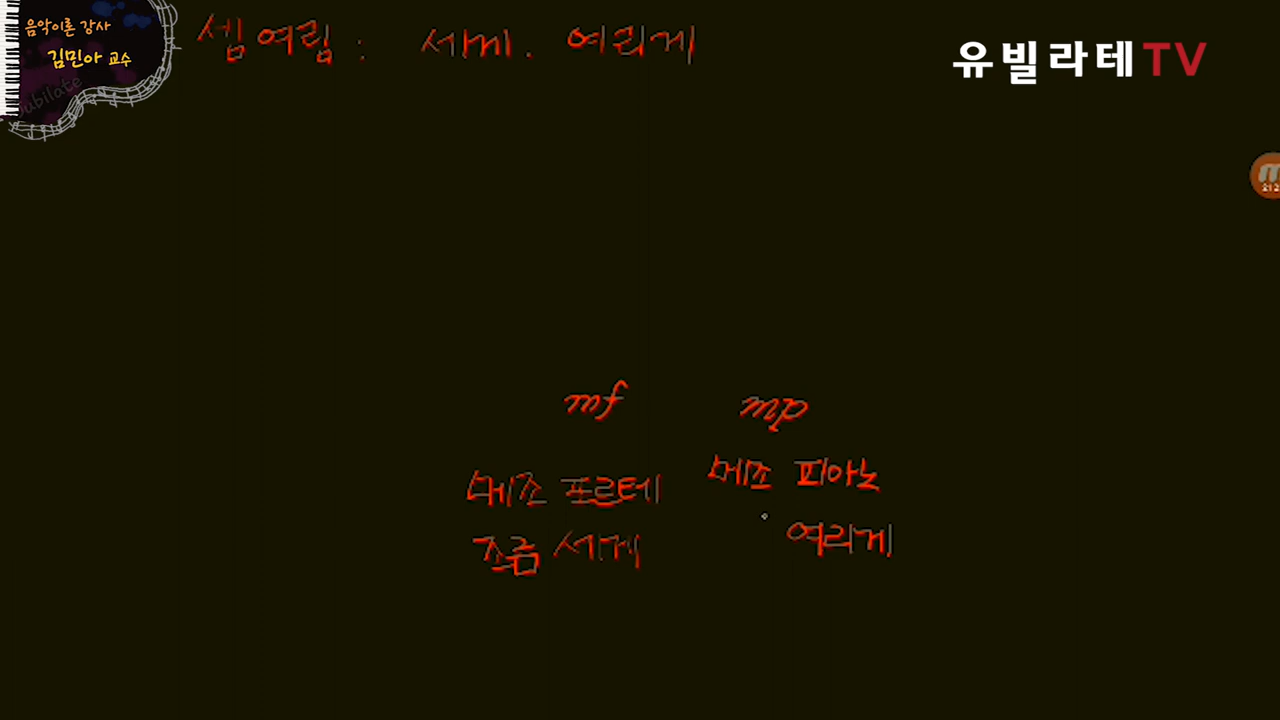 음악이론 강사
김민아 교수
Jubilate
유빌라테TV
셈여림 : 세게. 여리게
mf mp
메조 포르테 메조 피아노
조금 세게 여리게